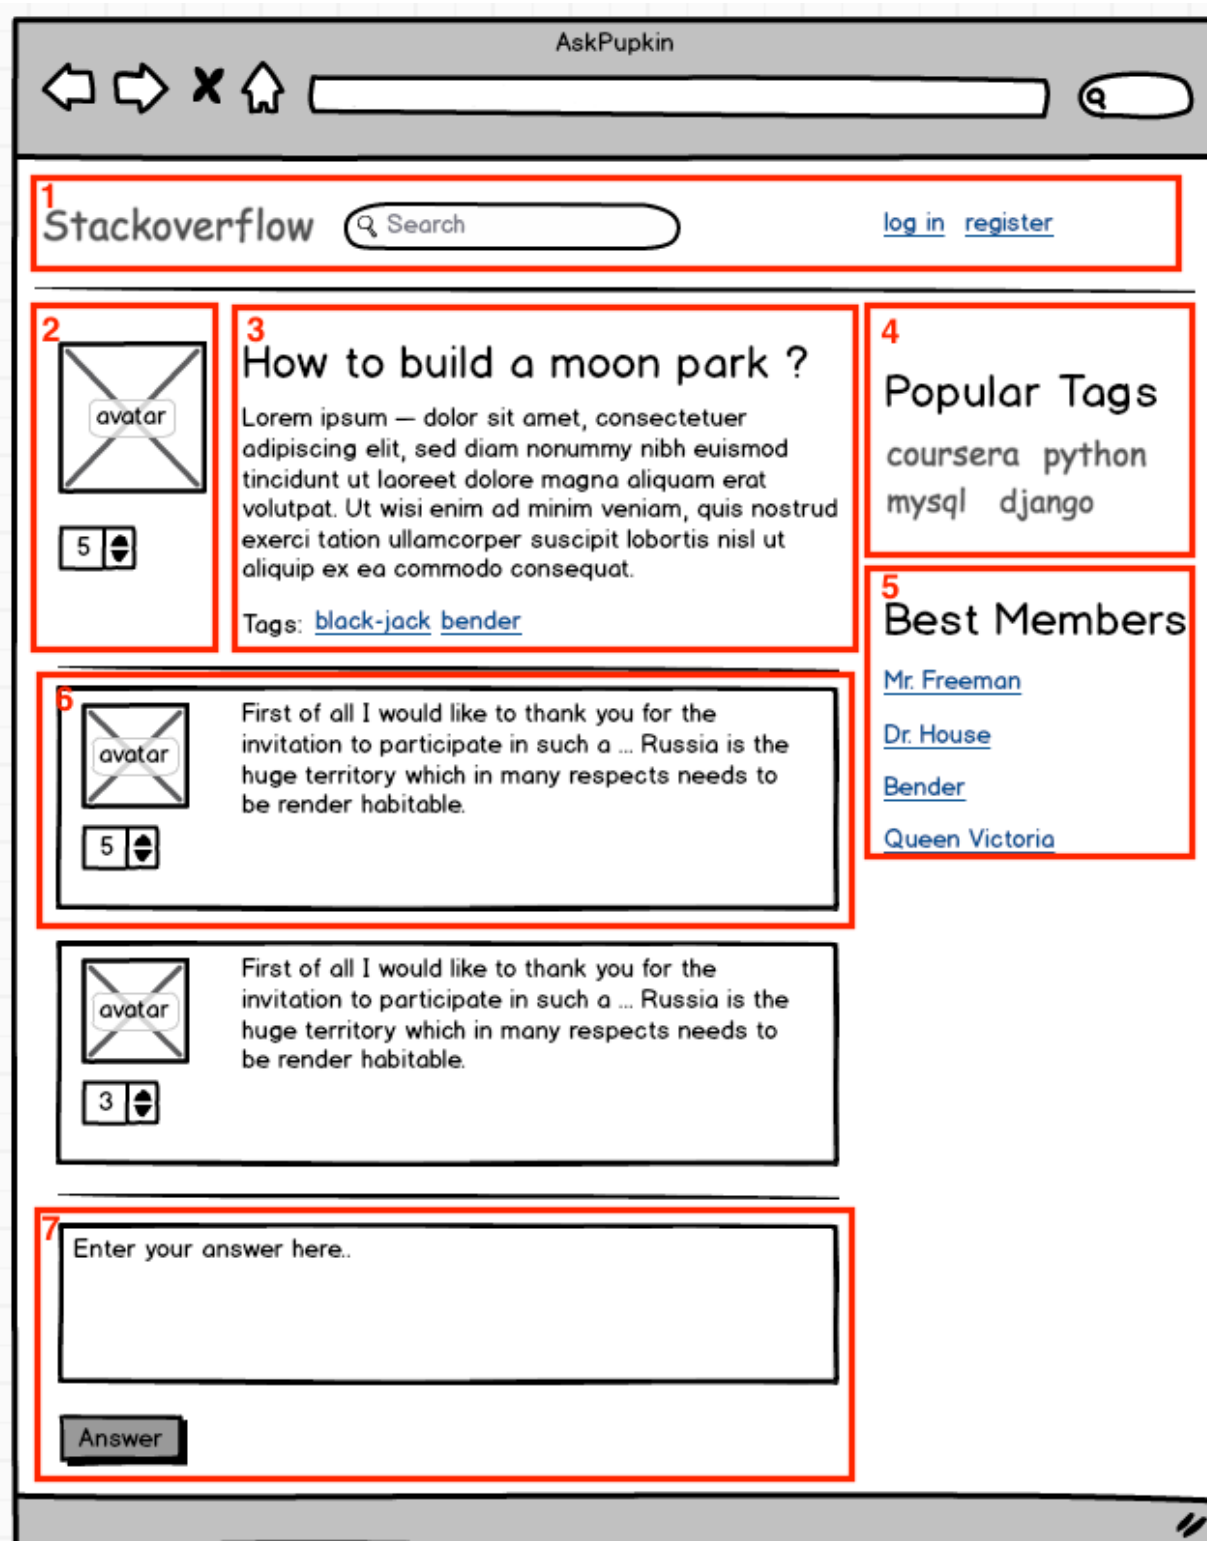 AskPupkin
1
Stackoverflow Search log in register
2
avatar
5
3
How to build a moon park ?
Lorem ipsum — dolor sit amet, consectetuer
adipiscing elit, sed diam nonummy nibh euismod
tincidunt ut laoreet dolore magna aliquam erat
volutpat. Ut wisi enim ad minim veniam, quis nostrud
exerci tation ullamcorper suscipit lobortis nisl ut
aliquip ex ea commodo consequat.
Tags: black-jack bender
4
Popular Tags
coursera python
mysql django
5
Best Members
Mr. Freeman
Dr. House
Bender
Queen Victoria
6
avatar
5
First of all I would like to thank you for the
invitation to participate in such a ... Russia is the
huge territory which in many respects needs to
be render habitable.
avatar
3
First of all I would like to thank you for the
invitation to participate in such a ... Russia is the
huge territory which in many respects needs to
be render habitable.
7
Enter your answer here..
Answer